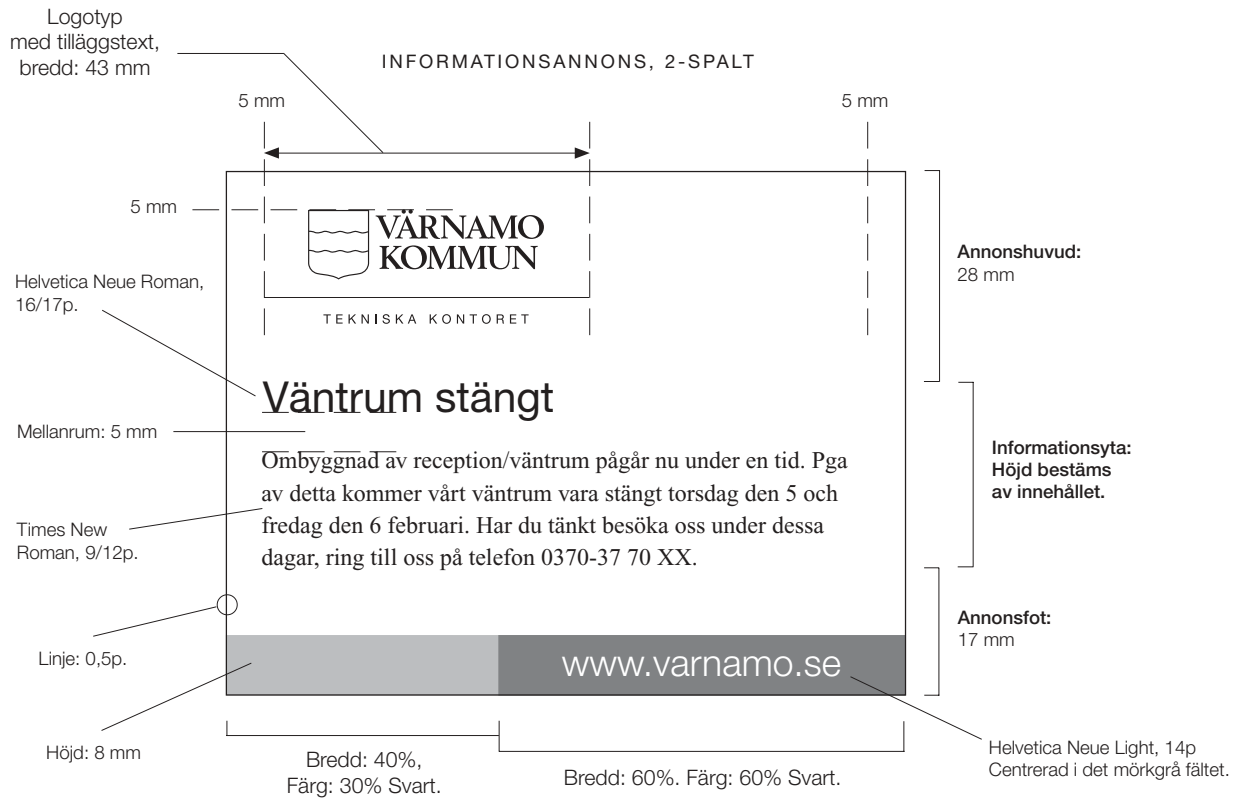 Logotyp
med tilläggstext,
bredd: 43 mm
INFORMATIONSANNONS, 2-SPALT
5 mm
5 mm
5 mm
VÄRNAMO
KOMMUN
TEKNISKA KONTORET
Annonshuvud:
28 mm
Helvetica Neue Roman,
16/17p.
Väntrum stängt
Mellanrum: 5 mm
Ombyggnad av reception/väntrum pågår nu under en tid. Pga
av detta kommer vårt väntrum vara stängt torsdag den 5 och
fredag den 6 februari. Har du tänkt besöka oss under dessa
dagar, ring till oss på telefon 0370-37 70 XX.
Informationsyta:
Höjd bestäms
av innehållet.
Times New
Roman, 9/12p.
Annonsfot:
17 mm
Linje: 0,5p.
www.varnamo.se
Höjd: 8 mm
Bredd: 40%,
Färg: 30% Svart.
Bredd: 60%. Färg: 60% Svart.
Helvetica Neue Light, 14p
Centrerad i det mörkgrå fältet.